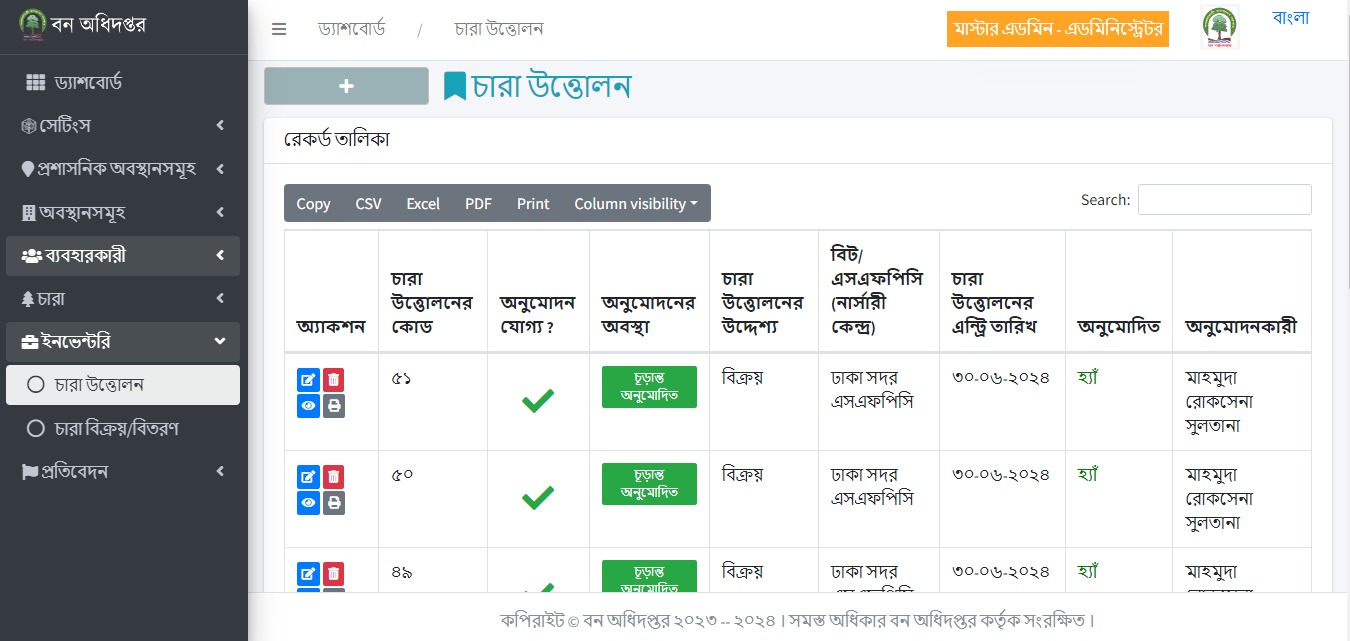 বন অধিদপ্তর
ড্যাশবোর্ড / চারা উত্তোলন
মাস্টার এডমিন - এডমিনিস্ট্রেটর
বাংলা
ড্যাশবোর্ড
সেটিংস
প্রশাসনিক অবস্থানসমূহ
অবস্থানসমূহ
ব্যবহারকারী
চারা
ইনভেন্টরি
চারা উত্তোলন
চারা বিক্রয়/বিতরণ
প্রতিবেদন
+
চারা উত্তোলন
রেকর্ড তালিকা
Copy CSV Excel PDF Print Column visibility
Search:
অ্যাকশন
চারা
উত্তোলনের
কোড
অনুমোদন
যোগ্য ?
অনুমোদনের
অবস্থা
চারা
উত্তোলনের
উদ্দেশ্য
বিট/
এসএফপিসি
(নার্সারী
কেন্দ্র)
চারা
উত্তোলনের
এন্ট্রি তারিখ
অনুমোদিত
অনুমোদনকারী
৫১
চূড়ান্ত
অনুমোদিত
বিক্রয়
ঢাকা সদর
এসএফপিসি
৩০-০৬-২০২৪
হ্যাঁ
মাহমুদা
রোকসেনা
সুলতানা
৫০
চূড়ান্ত
অনুমোদিত
বিক্রয়
ঢাকা সদর
এসএফপিসি
৩০-০৬-২০২৪
হ্যাঁ
মাহমুদা
রোকসেনা
সুলতানা
৪৯
চূড়ান্ত
অনুমোদিত
বিক্রয়
ঢাকা সদর
৩০-০৬-২০২৪
হ্যাঁ
মাহমুদা
কপিরাইট © বন অধিদপ্তর ২০২৩ -- ২০২৪ । সমস্ত অধিকার বন অধিদপ্তর কর্তৃক সংরক্ষিত ।